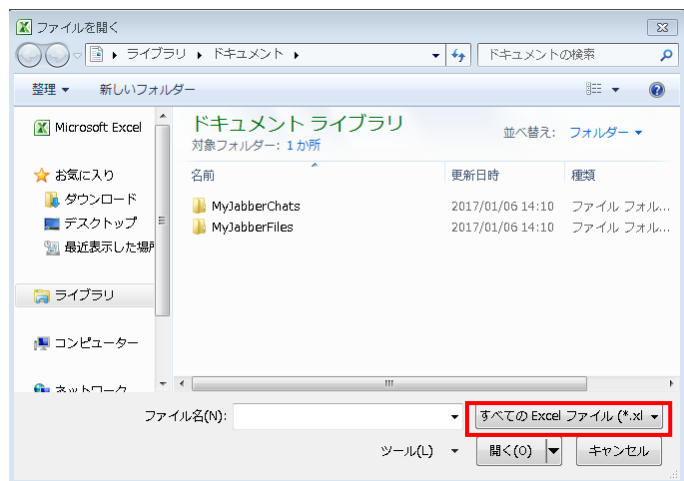 ファイルを開く
ライブラリ ドキュメント ドキュメントの検索
整理 新しいフォルダー
Microsoft Excel
お気に入り
ダウンロード
デスクトップ
最近表示した場所
ライブラリ
コンピューター
ネットワーク
ドキュメント ライブラリ
対象フォルダー: 1か所
並べ替え: フォルダー
名前 更新日時 種類
MyJabberChats 2017/01/06 14:10 ファイル フォル...
MyJabberFiles 2017/01/06 14:10 ファイル フォル...
ファイル名(N): すべての Excel ファイル (*.xl
ツール(L) 開く(O) キャンセル